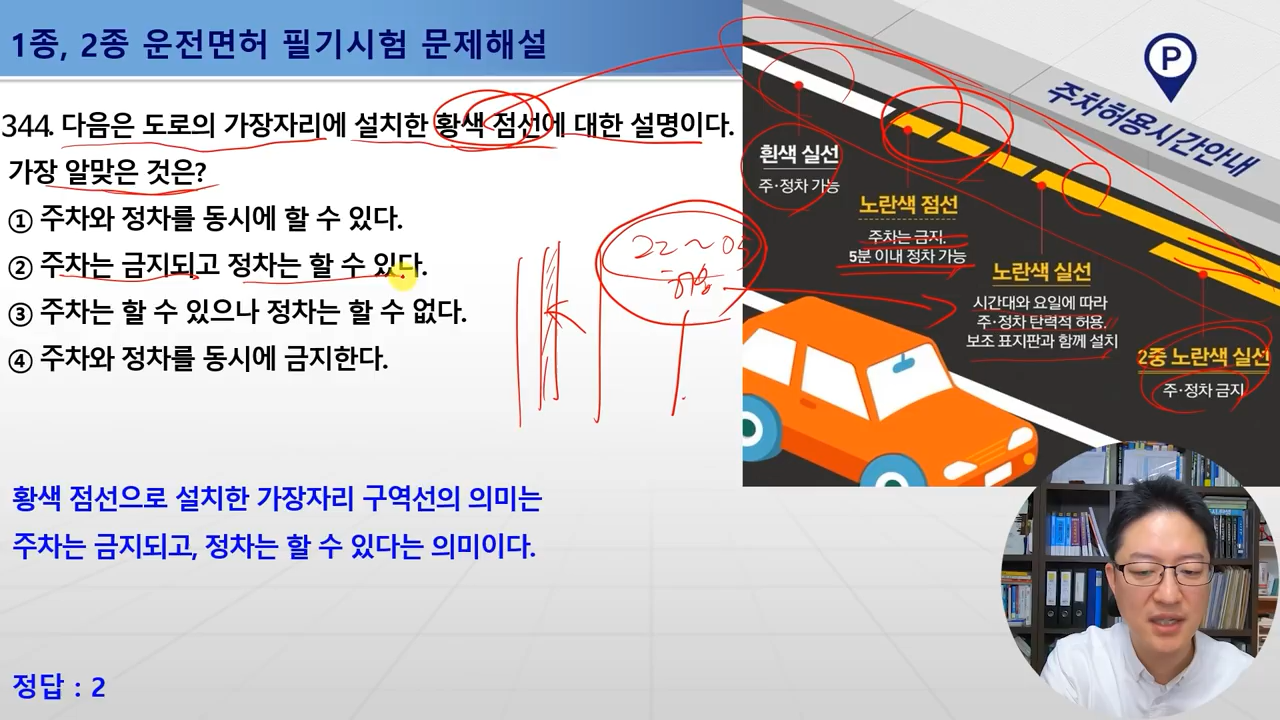 1종, 2종 운전면허 필기시험 문제해설
344. 다음은 도로의 가장자리에 설치한 황색 점선에 대한 설명이다.
가장 알맞은 것은?
① 주차와 정차를 동시에 할 수 있다.
② 주차는 금지되고 정차는 할 수 있다.
③ 주차는 할 수 있으나 정차는 할 수 없다.
④ 주차와 정차를 동시에 금지한다.
22 ~ 05
허용
황색 점선으로 설치한 가장자리 구역선의 의미는
주차는 금지되고, 정차는 할 수 있다는 의미이다.
정답 : 2
P
주차허용시간안내
흰색 실선
주·정차 가능
노란색 점선
주차는 금지.
5분 이내 정차 가능
노란색 실선
시간대와 요일에 따라
주·정차 탄력적 허용.
보조 표지판과 함께 설치
2중 노란색 실선
주·정차 금지